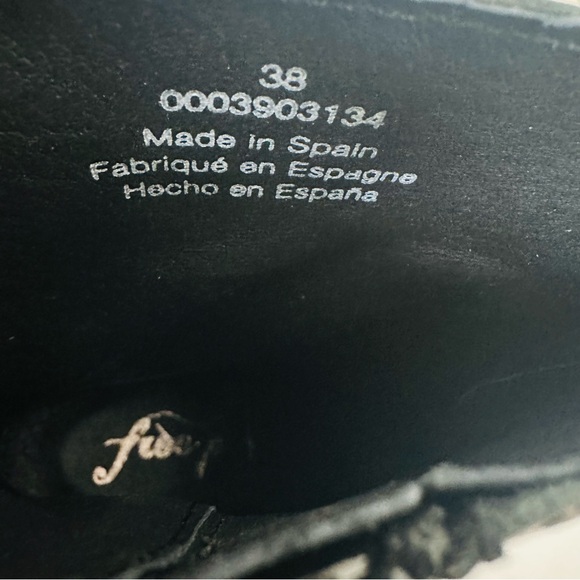 38
0003903134
Made in Spain
Fabriqué en Espagne
Hecho en España